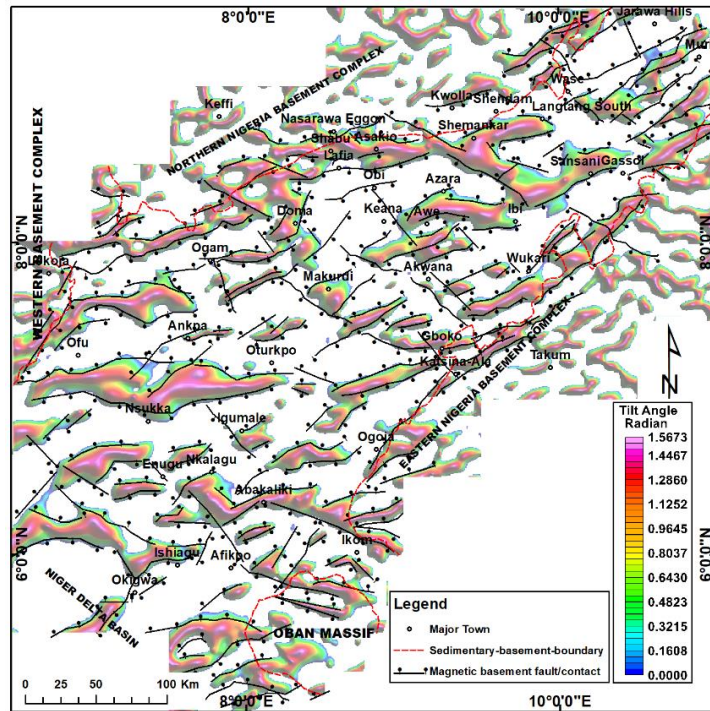 8°0'0"E
10°0'0"E
Jarawa Hills
Wase
Keffi
NORTHERN NIGERIA BASEMENT COMPLEX
Kwolla
Shendam
Langtang South
Nasarawa Eggon
Shemankar
Shabu
Asakio
Lafia
Obi
Sansani
Gassol
Azara
Keana
Awe
Ibi
Doma
8°0'0"N
8°0'0"N
WESTERN BASEMENT COMPLEX
Lokoja
Ogam
Akwana
Wukari
Makurdi
Ankpa
Ofu
Oturkpo
Gboko
Katsina-Ala
Takum
EASTERN NIGERIA BASEMENT COMPLEX
N
Nsukka
Igumale
Ogoja
Enugu
Nkalagu
Abakaliki
Ikom
6°0'0"N
6°0'0"N
Ishiagu
Afikpo
Okigwa
NIGER DELTA BASIN
OBAN MASSIF
Tilt Angle
Radian
1.5673
1.4467
1.2860
1.1252
0.9645
0.8037
0.6430
0.4823
0.3215
0.1608
0.0000
Legend
Major Town
Sedimentary-basement-boundary
Magnetic basement fault/contact
0 25 50 100 Km
8°0'0"E
10°0'0"E